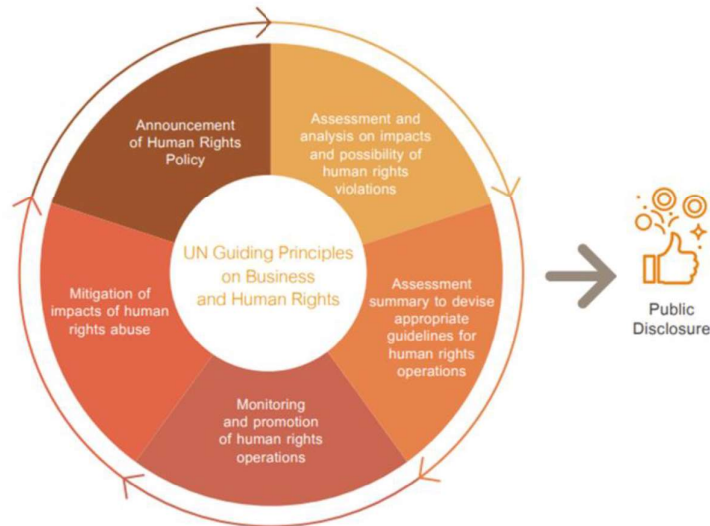 Announcement
of Human Rights
Policy
Assessment and
analysis on impacts
and possibility of
human rights
violations
Assessment
summary to devise
appropriate
guidelines for
human rights
operations
Monitoring
and promotion
of human rights
operations
Mitigation of
impacts of human
rights abuse
UN Guiding Principles
on Business
and Human Rights
Public
Disclosure